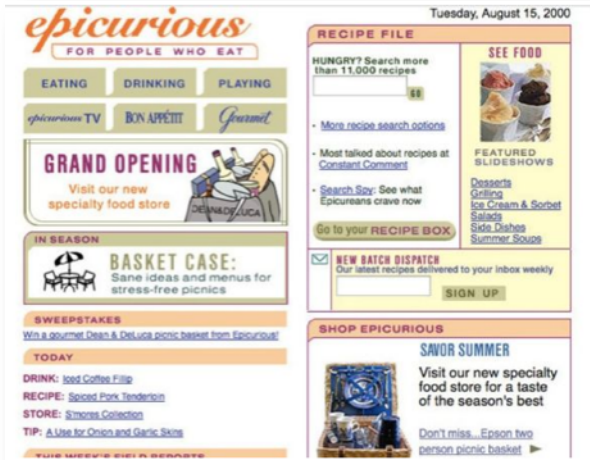 epicurious
FOR PEOPLE WHO EAT
EATING
DRINKING
PLAYING
epicurious TV
BON APPÉTIT
Gourmet
GRAND OPENING
Visit our new
specialty food store
DEAN&DELUCA
IN SEASON
BASKET CASE:
Sane ideas and menus for
stress-free picnics
SWEEPSTAKES
Win a gourmet Dean & DeLuca picnic basket from Epicurious!
TODAY
DRINK: Iced Coffee Fillip
RECIPE: Spiced Pork Tenderloin
STORE: S'mores Collection
TIP: A Use for Onion and Garlic Skins
THIS WEEK'S FIELD REPORTS
Tuesday, August 15, 2000
RECIPE FILE
HUNGRY? Search more
than 11,000 recipes
GO
- More recipe search options
- Most talked about recipes at
Constant Comment
- Search Spy: See what
Epicureans crave now
Go to your RECIPE BOX
SEE FOOD
FEATURED
SLIDESHOWS
Desserts
Grilling
Ice Cream & Sorbet
Salads
Side Dishes
Summer Soups
NEW BATCH DISPATCH
Our latest recipes delivered to your inbox weekly
SIGN UP
SHOP EPICURIOUS
SAVOR SUMMER
Visit our new specialty
food store for a taste
of the season's best
Don't miss...Epson two
person picnic basket